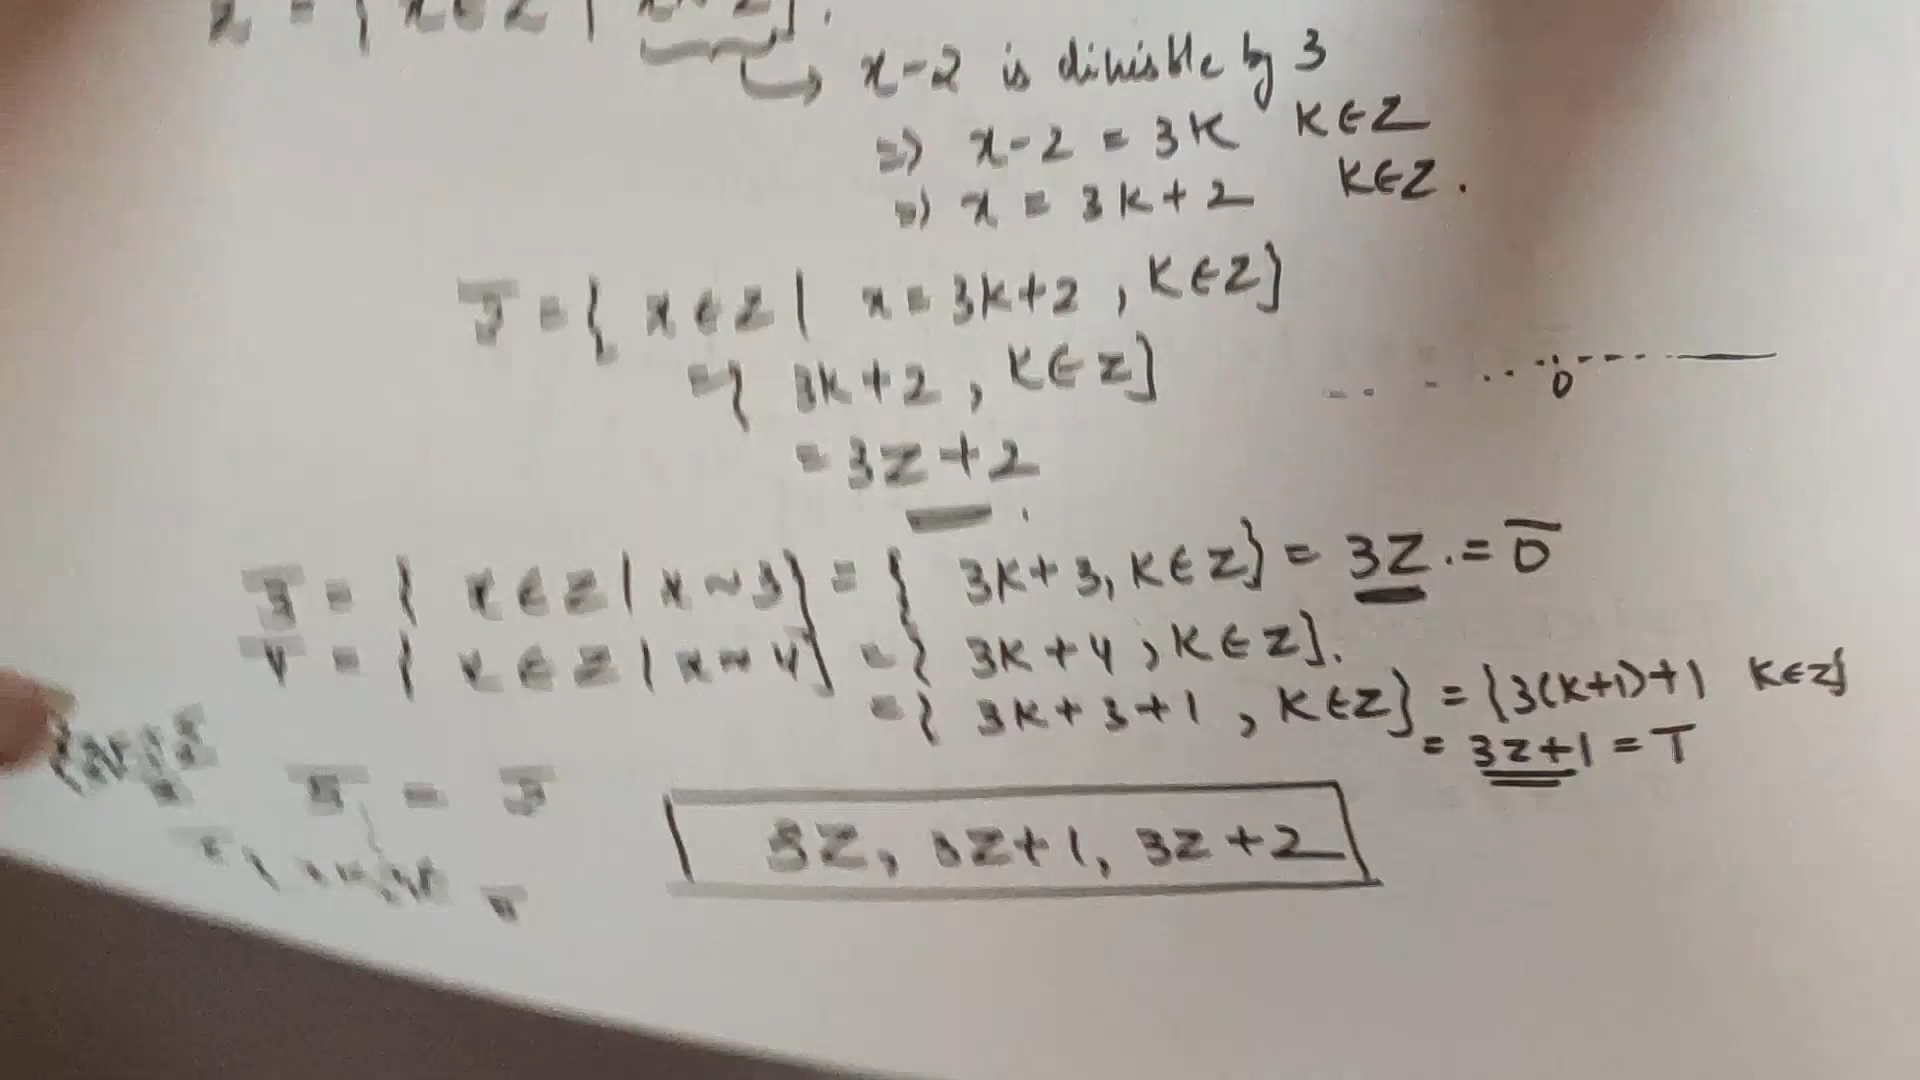 x = { x ∈ Z | x ~ 2 }.
x-2 is divisible by 3
=) x-2 = 3K K∈Z
=) x = 3K+2 K∈Z.
= { x ∈ Z | x = 3K+2 , K∈Z}
={ 3K+2 , K∈Z}
= 3Z+2
0
3̅ = { x ∈ Z | x ~ 3} = { 3K+3, K∈Z} = 3Z . = 0̅
4̅ = { x ∈ Z | x ~ 4} = { 3K+4 , K∈Z}.
= { 3K+3+1 , K∈Z} = {3(K+1)+1 K∈Z}
= 3Z+1 = 1̅
3Z, 3Z+1, 3Z+2